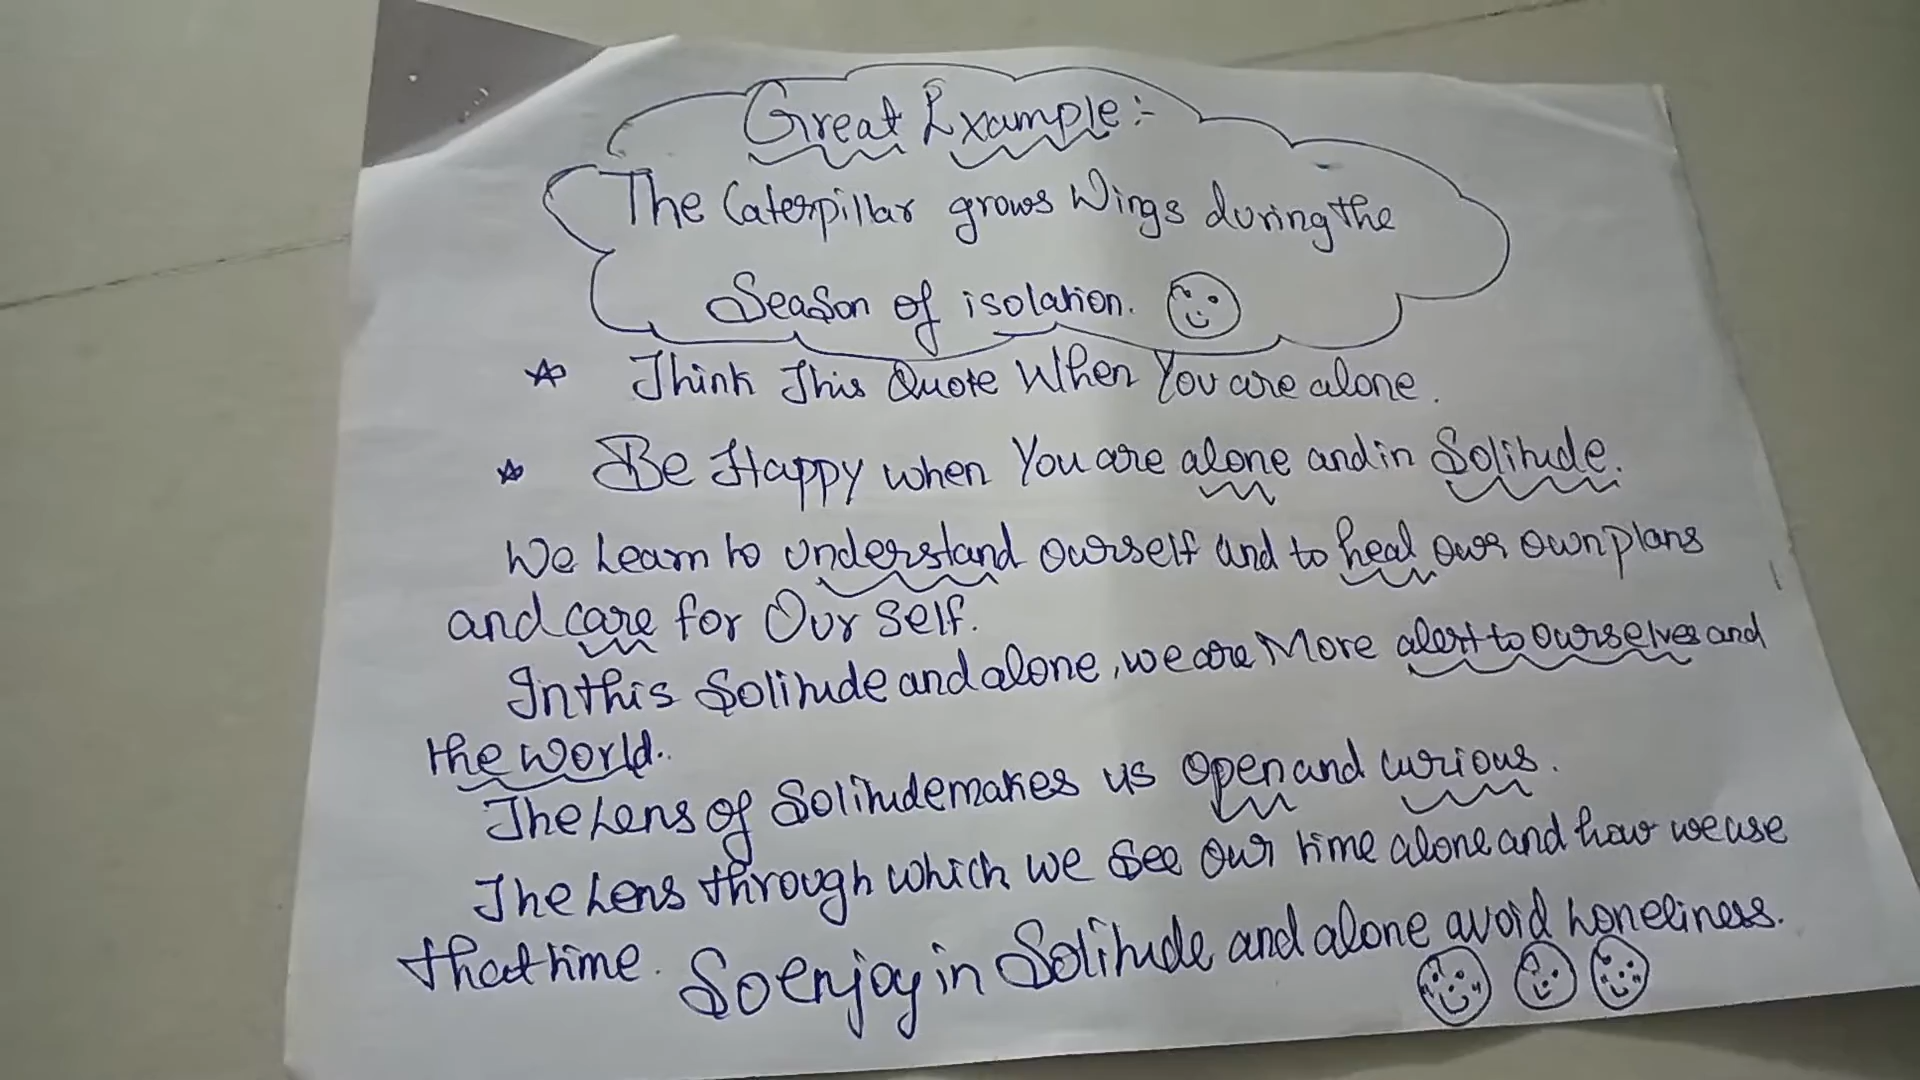 Great Example:-
The Caterpillar grows Wings during the
Season of isolation.
Think This Quote When You are alone.
Be Happy when You are alone and in Solitude.
We Learn to understand ourself and to heal our own plans
and care for Our self.
In this Solitude and alone, we are More alert to ourselves and
the world.
The Lens of Solitude makes us open and curious.
The Lens through which we see our time alone and how we use
that time. So enjoy in Solitude and alone avoid Loneliness.